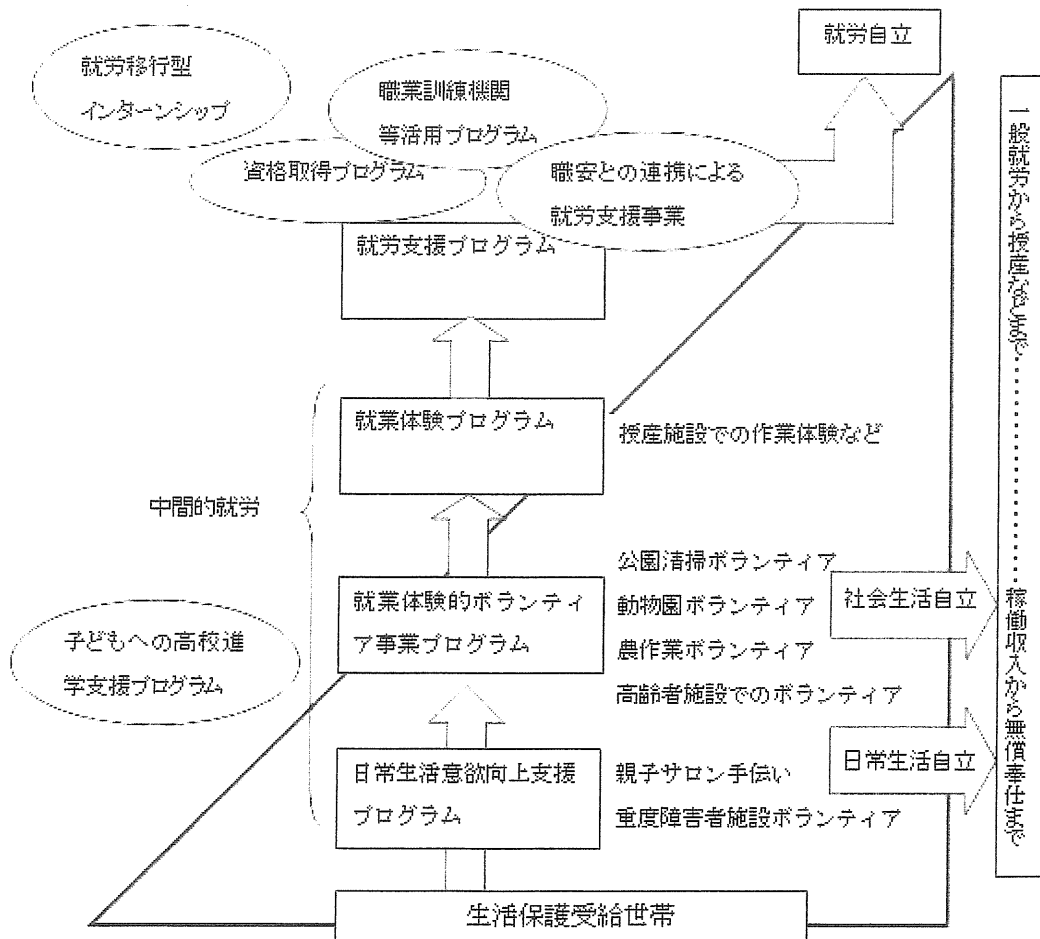 就労自立
就労移行型
インターンシップ
職業訓練機関
等活用プログラム
資格取得プログラム
職安との連携による
就労支援事業
就労支援プログラム
就業体験プログラム
授産施設での作業体験など
中間的就労
就業体験的ボランティ
ア事業プログラム
公園清掃ボランティア
動物園ボランティア
農作業ボランティア
高齢者施設でのボランティア
子どもへの高校進
学支援プログラム
日常生活意欲向上支援
プログラム
親子サロン手伝い
重度障害者施設ボランティア
社会生活自立
日常生活自立
生活保護受給世帯
一般就労から授産などまで………………稼働収入から無償奉仕まで